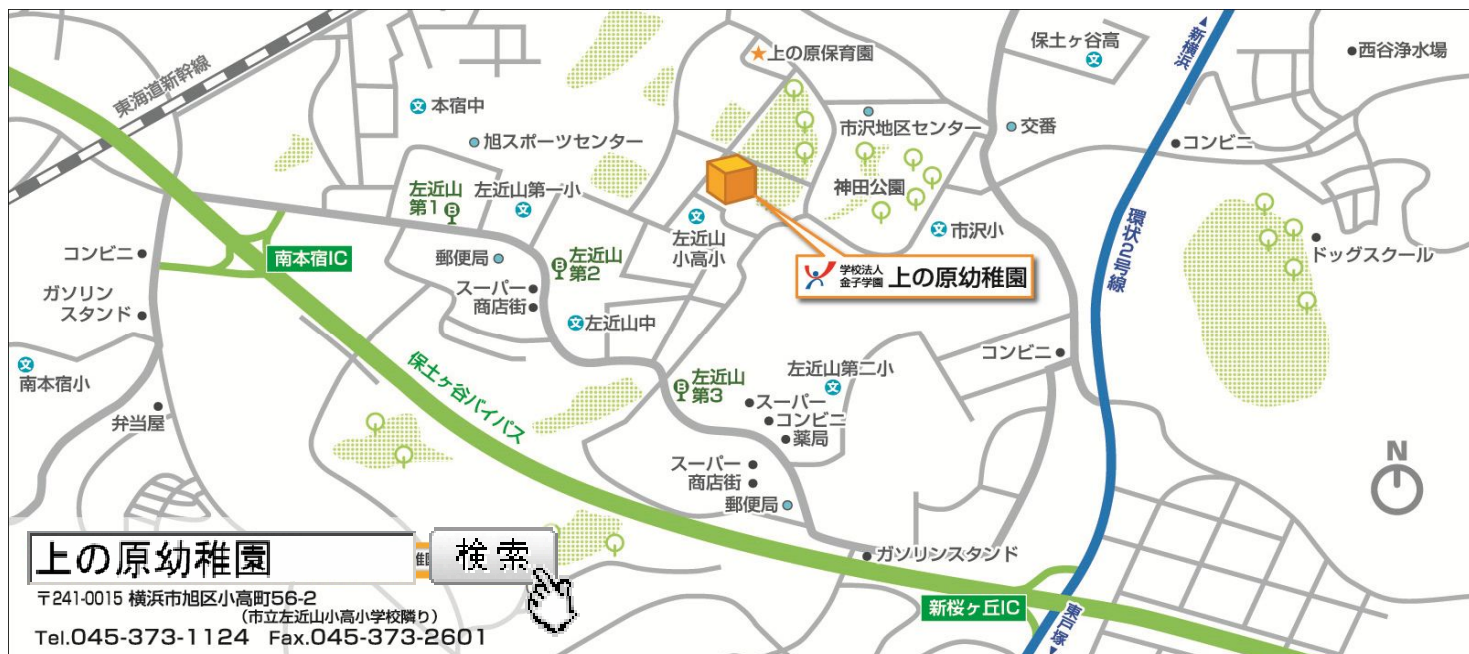 東海道新幹線
文 本宿中
旭スポーツセンター
上の原保育園
保土ヶ谷高
文
▲新横浜
西谷浄水場
市沢地区センター
交番
コンビニ
左近山
第1
B
左近山第一小
文
神田公園
文
左近山
小高小
文 市沢小
環状2号線
ドッグスクール
コンビニ
南本宿IC
郵便局
B
左近山
第2
学校法人
金子学園
上の原幼稚園
ガソリン
スタンド
スーパー
商店街
文 左近山中
文
南本宿小
保土ヶ谷バイパス
コンビニ
左近山第二小
文
B
左近山
第3
スーパー
コンビニ
薬局
弁当屋
スーパー
商店街
郵便局
N
ガソリンスタンド
新桜ヶ丘IC
東戸塚▼
上の原幼稚園
検索
〒241-0015 横浜市旭区小高町56-2
(市立左近山小高小学校隣り)
Tel.045-373-1124 Fax.045-373-2601